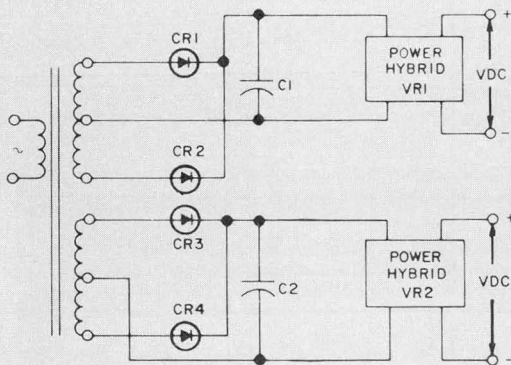 CR1
C1
POWER
HYBRID
VR1
+
VDC
−
~
CR2
CR3
CR4
C2
POWER
HYBRID
VR2
+
VDC
−